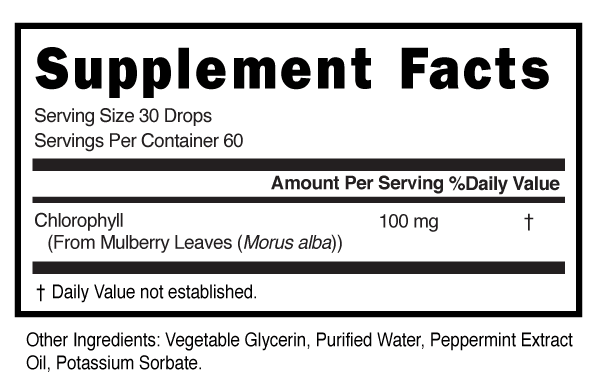 Supplement Facts
Serving Size 30 Drops
Servings Per Container 60
Amount Per Serving %Daily Value
Chlorophyll 100 mg †
(From Mulberry Leaves (Morus alba))
† Daily Value not established.
Other Ingredients: Vegetable Glycerin, Purified Water, Peppermint Extract
Oil, Potassium Sorbate.